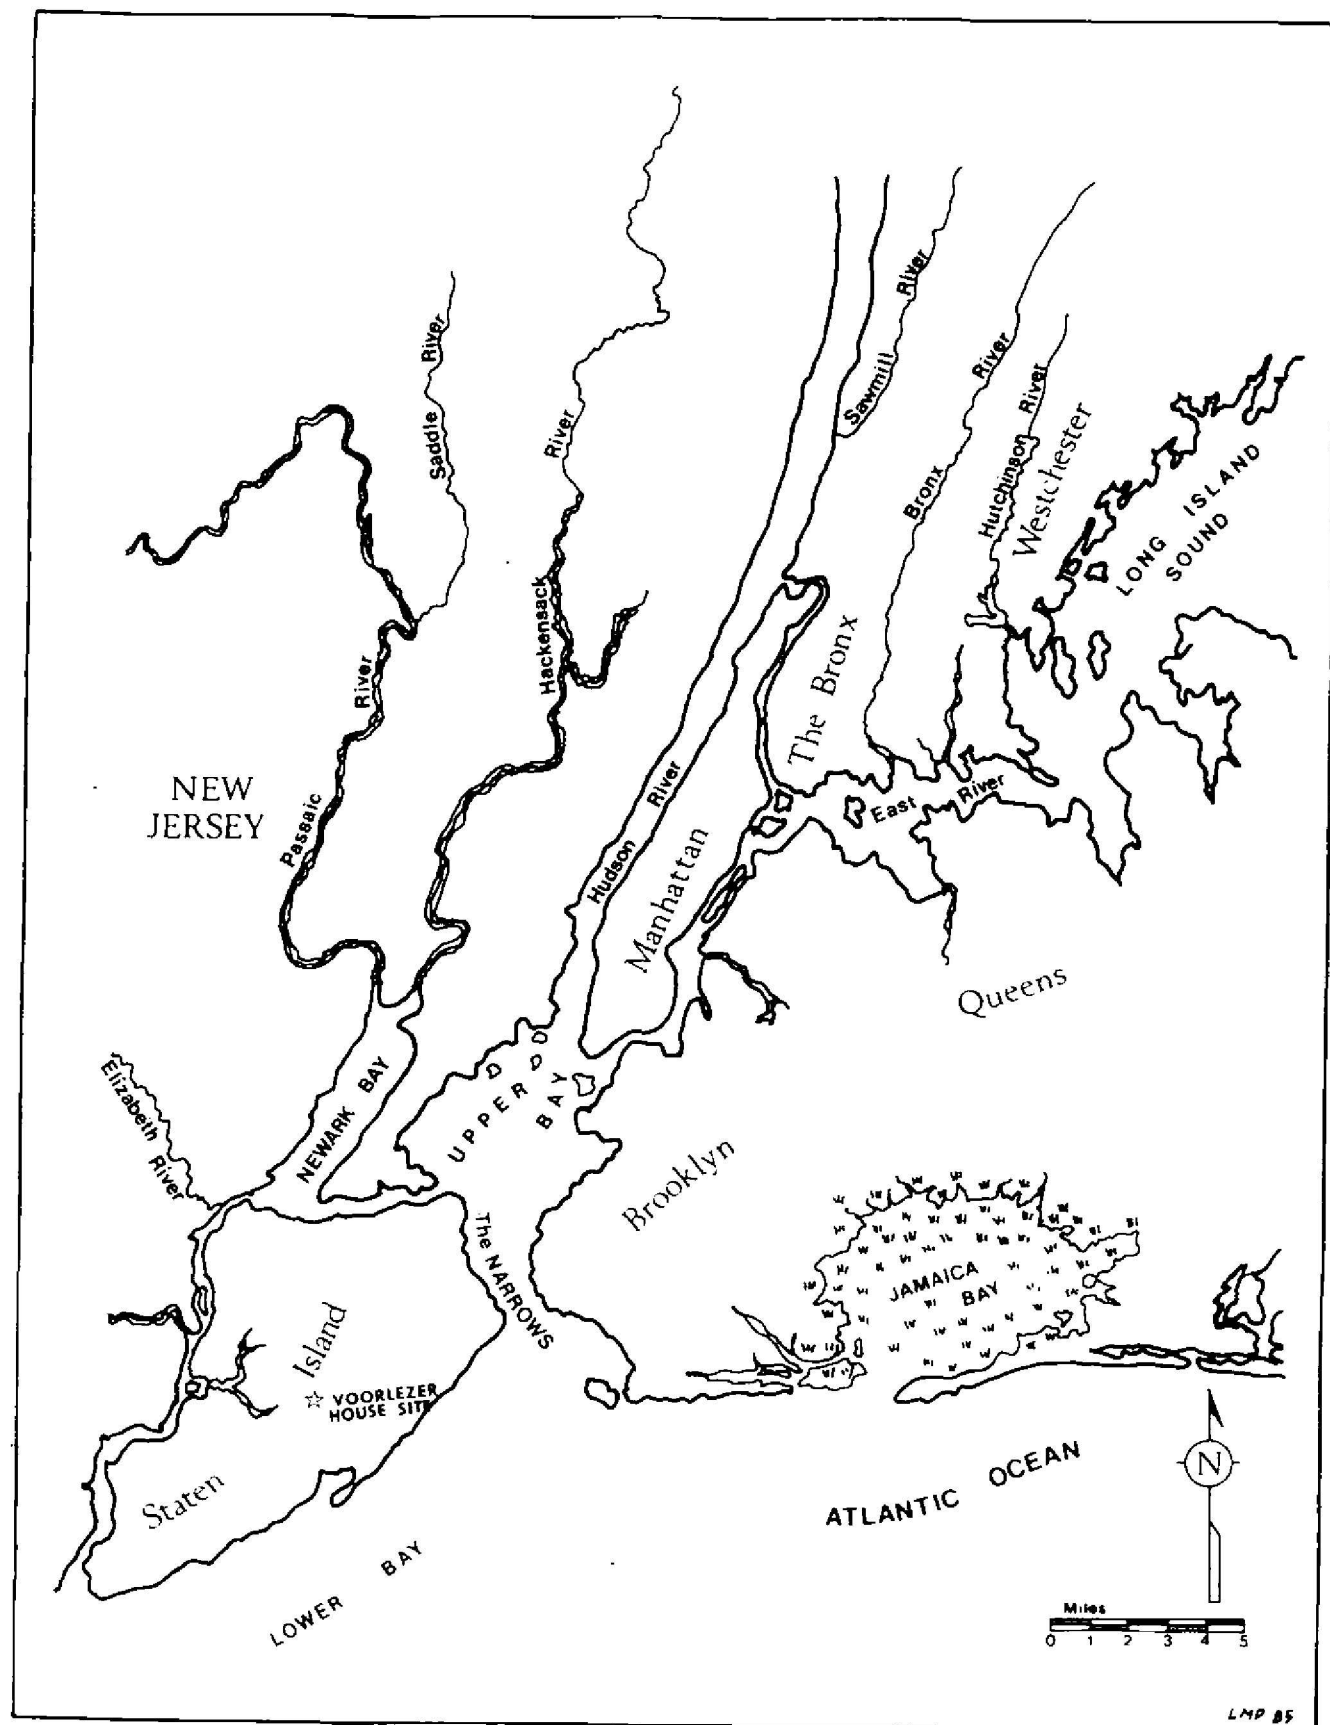 Saddle River
River
Hackensack
Sawmill River
River
Bronx
Hutchinson River
Westchester
LONG ISLAND
SOUND
The Bronx
River
Passaic
NEW
JERSEY
Hudson River
Manhattan
East River
Queens
Elizabeth River
NEWARK BAY
UPPER
BAY
Brooklyn
The NARROWS
JAMAICA
BAY
Island
VOORLEZER
HOUSE SITE
Staten
LOWER BAY
ATLANTIC OCEAN
N
Miles
0 1 2 3 4 5
LMP 85